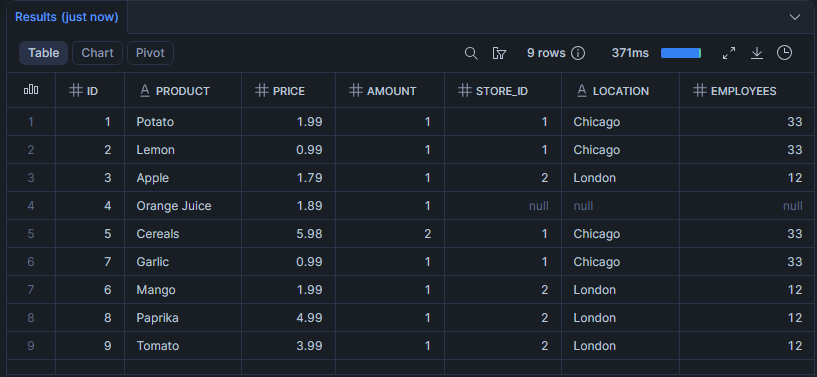 Results (just now)
Table Chart Pivot 9 rows 371ms
ID PRODUCT PRICE AMOUNT STORE_ID LOCATION EMPLOYEES
1 1 Potato 1.99 1 1 Chicago 33
2 2 Lemon 0.99 1 1 Chicago 33
3 3 Apple 1.79 1 2 London 12
4 4 Orange Juice 1.89 1 null null null
5 5 Cereals 5.98 2 1 Chicago 33
6 7 Garlic 0.99 1 1 Chicago 33
7 6 Mango 1.99 1 2 London 12
8 8 Paprika 4.99 1 2 London 12
9 9 Tomato 3.99 1 2 London 12